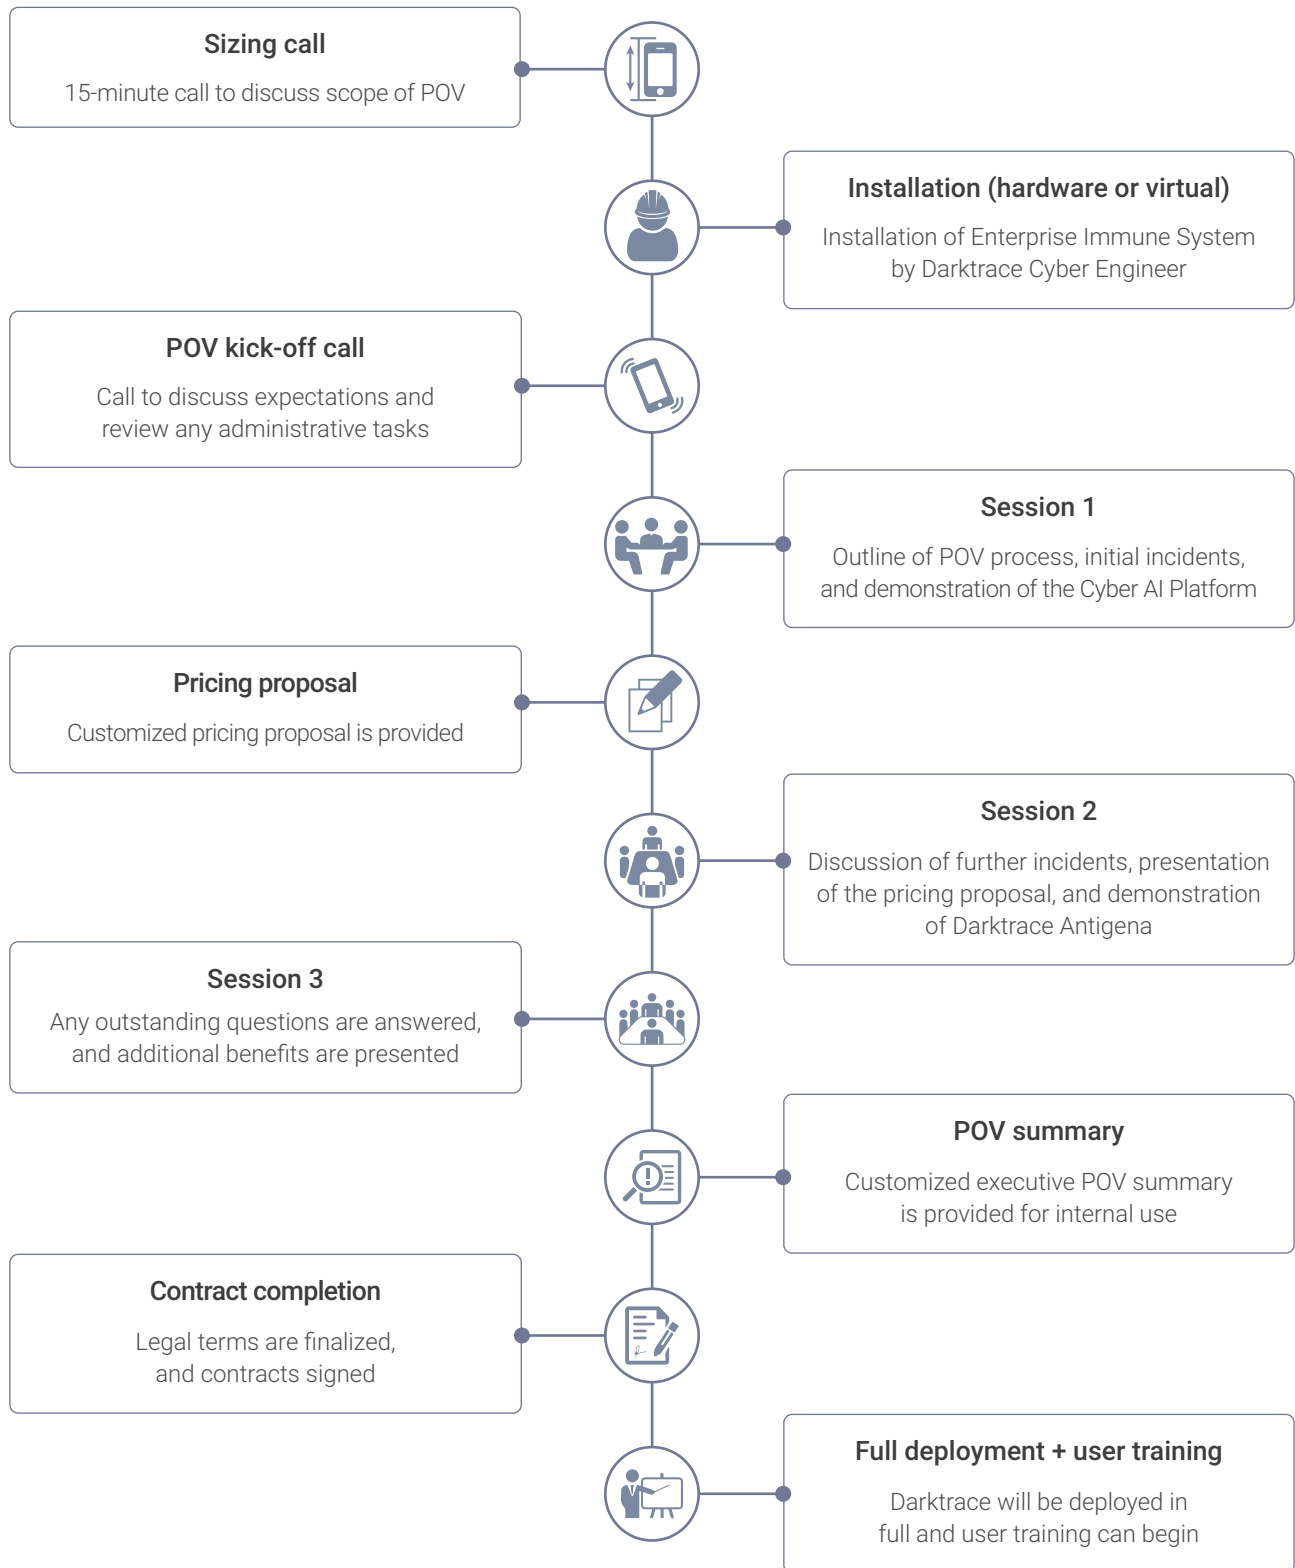 Sizing call
15-minute call to discuss scope of POV
Installation (hardware or virtual)
Installation of Enterprise Immune System
by Darktrace Cyber Engineer
POV kick-off call
Call to discuss expectations and
review any administrative tasks
Session 1
Outline of POV process, initial incidents,
and demonstration of the Cyber AI Platform
Pricing proposal
Customized pricing proposal is provided
Session 2
Discussion of further incidents, presentation
of the pricing proposal, and demonstration
of Darktrace Antigena
Session 3
Any outstanding questions are answered,
and additional benefits are presented
POV summary
Customized executive POV summary
is provided for internal use
Contract completion
Legal terms are finalized,
and contracts signed
Full deployment + user training
Darktrace will be deployed in
full and user training can begin